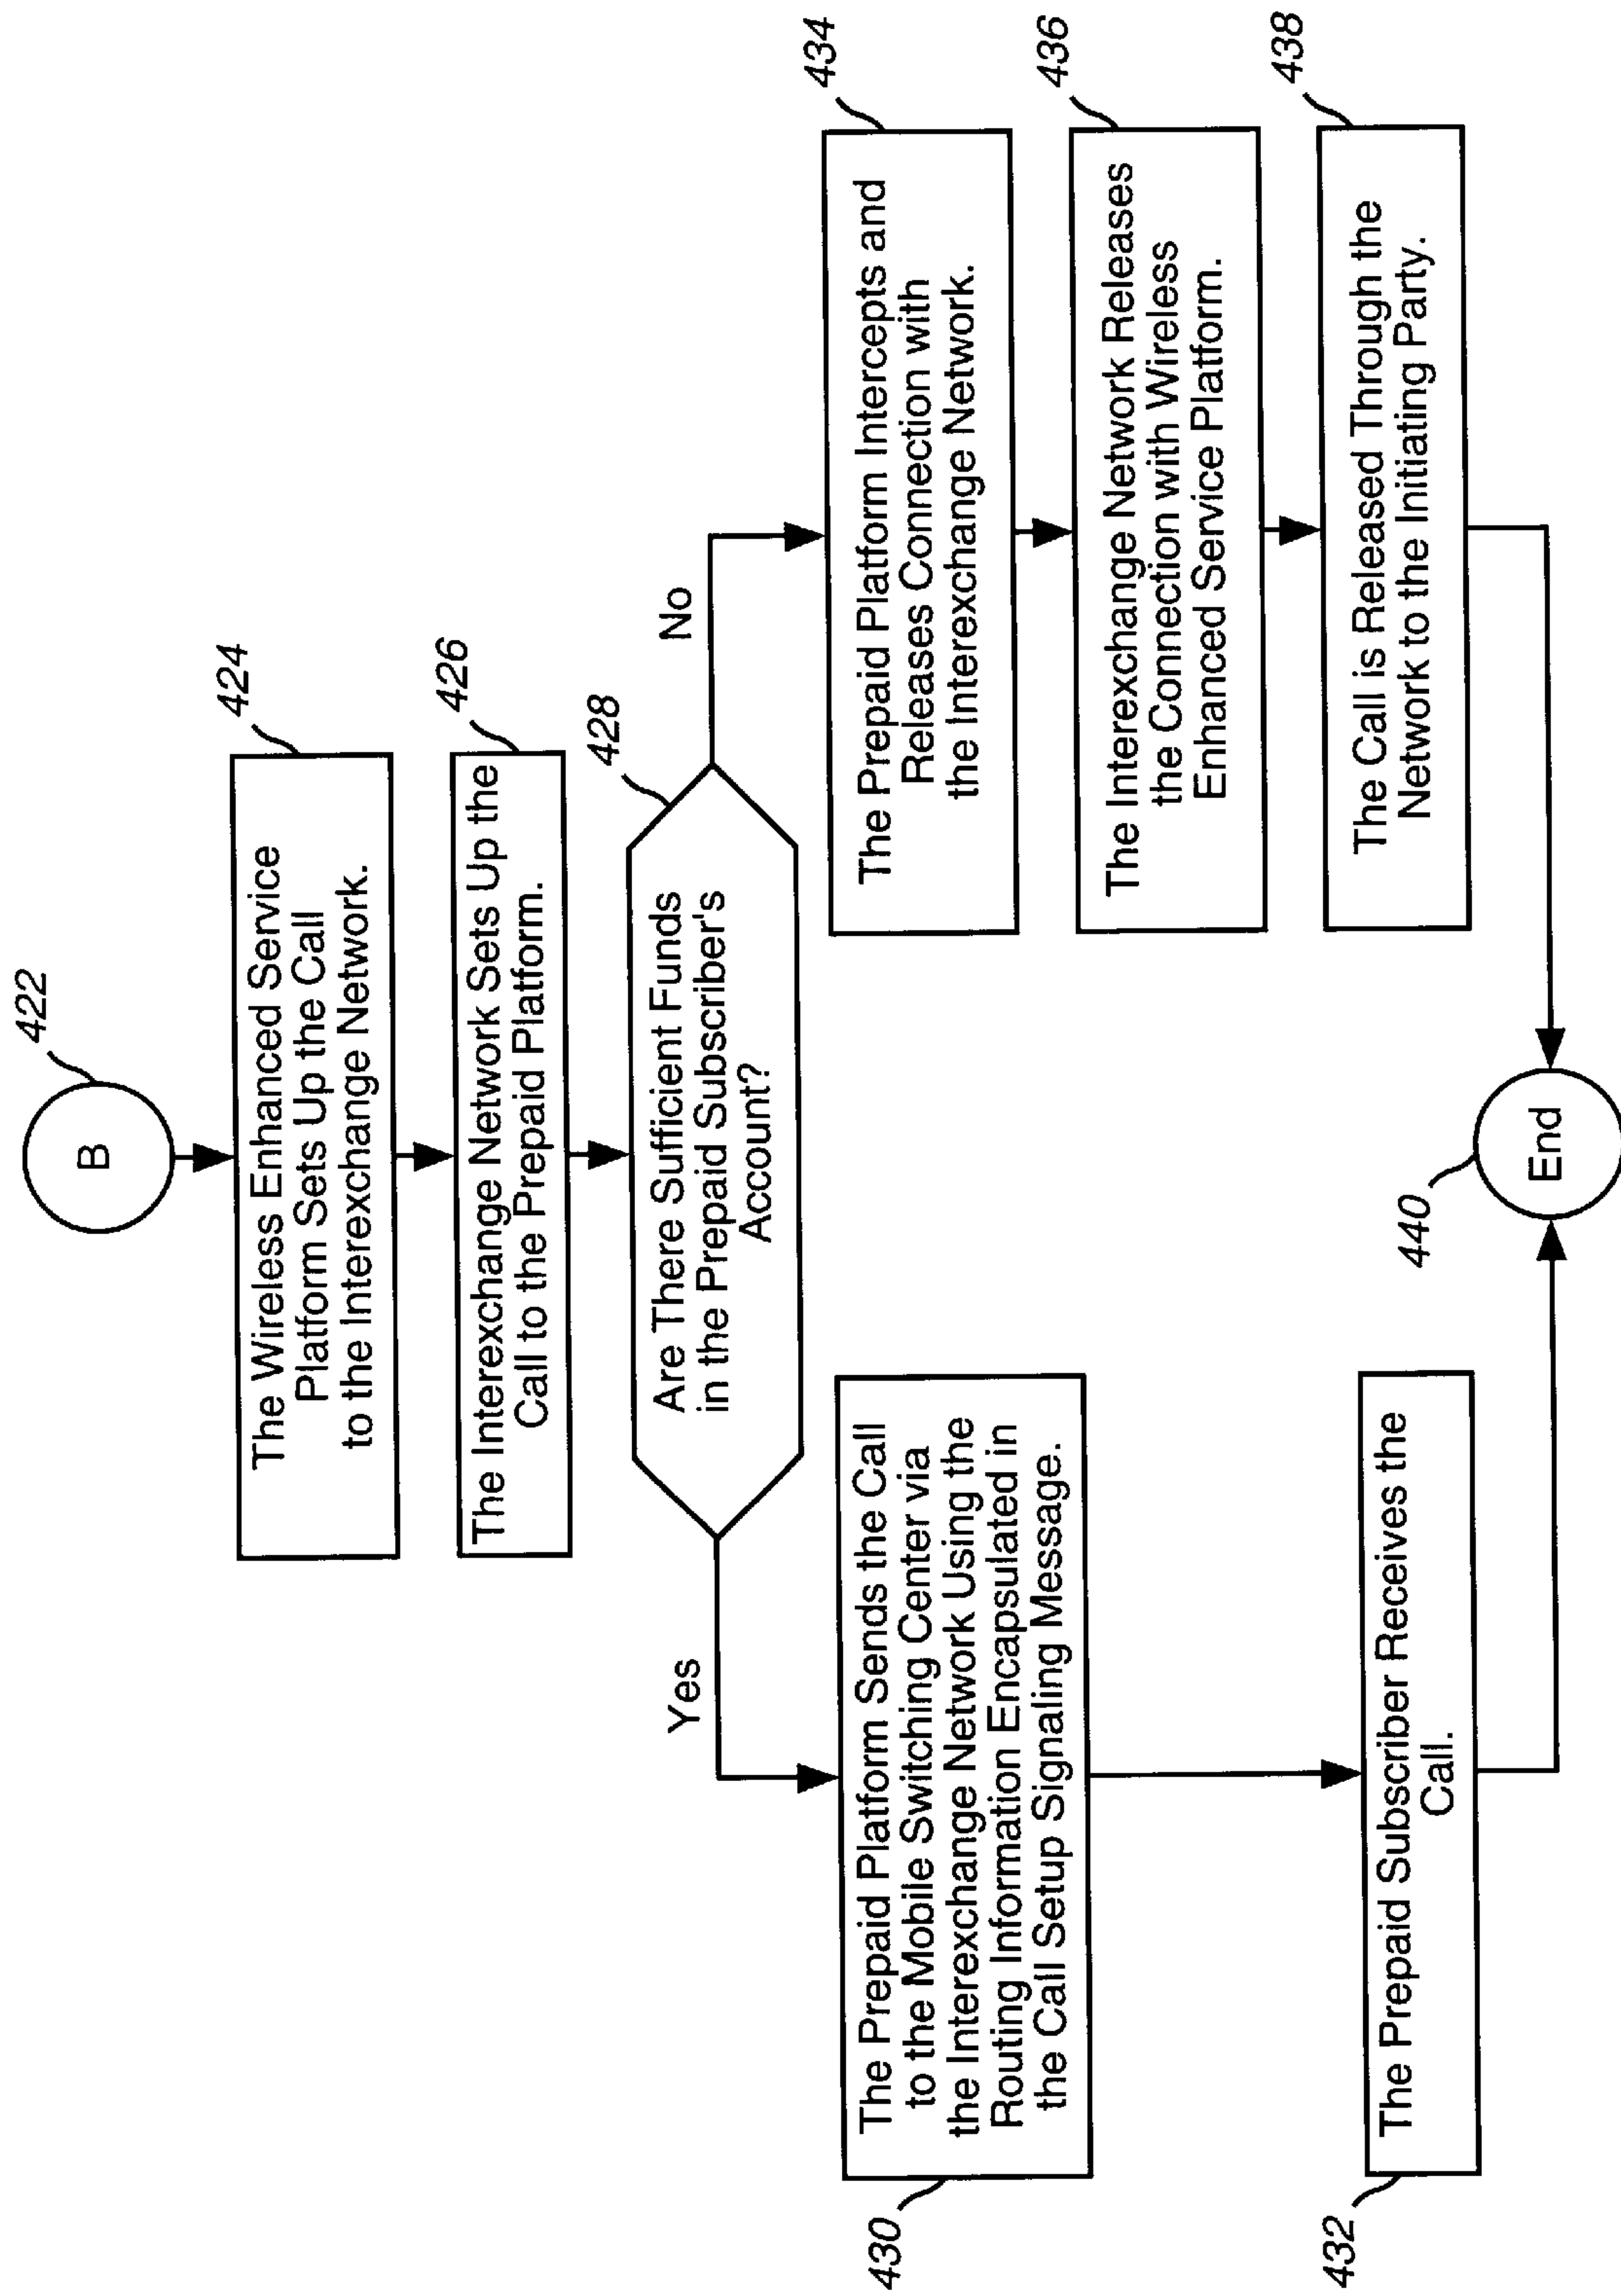 422
B
424
The Wireless Enhanced Service
Platform Sets Up the Call
to the Interexchange Network.
426
The Interexchange Network Sets Up the
Call to the Prepaid Platform.
428
Are There Sufficient Funds
in the Prepaid Subscriber's
Account?
Yes
No
430
The Prepaid Platform Sends the Call
to the Mobile Switching Center via
the Interexchange Network Using the
Routing Information Encapsulated in
the Call Setup Signaling Message.
432
The Prepaid Subscriber Receives the
Call.
434
The Prepaid Platform Intercepts and
Releases Connection with
the Interexchange Network.
436
The Interexchange Network Releases
the Connection with Wireless
Enhanced Service Platform.
438
The Call is Released Through the
Network to the Initiating Party.
440
End